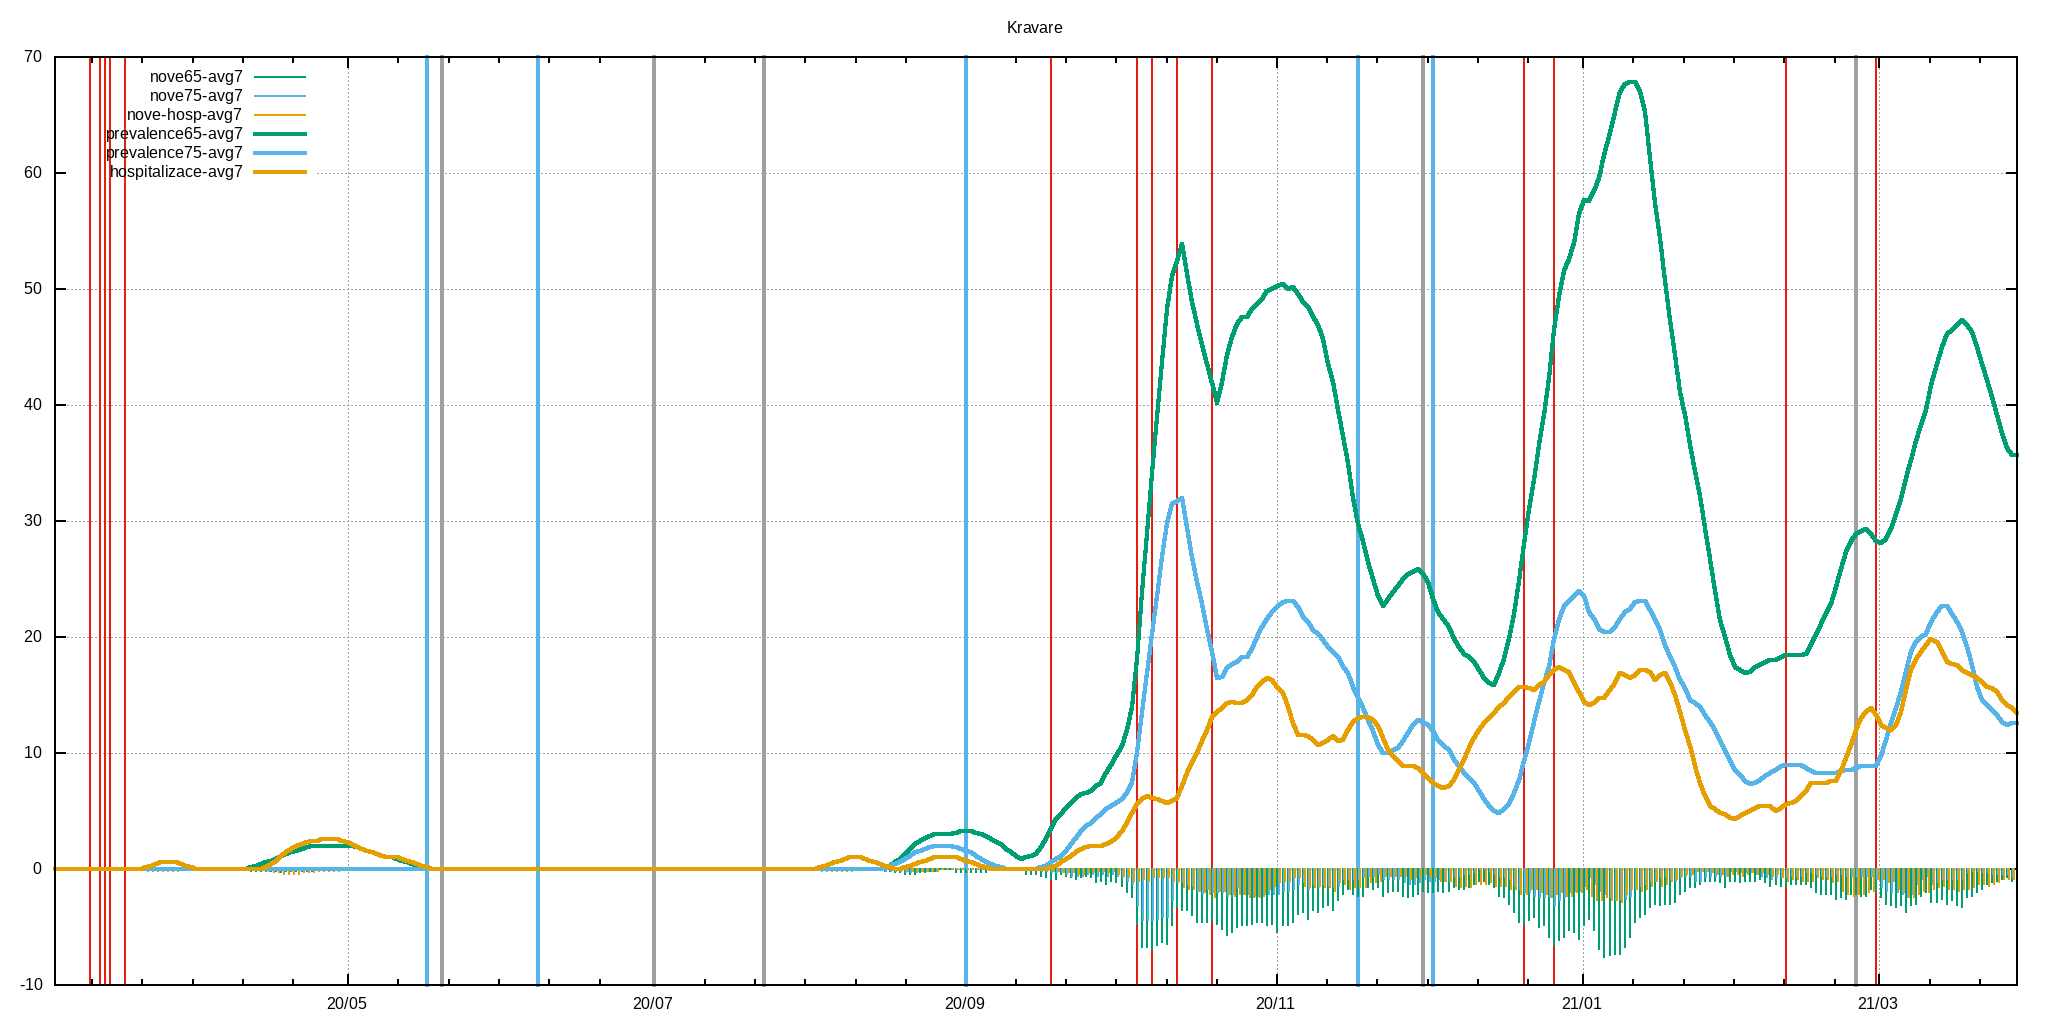 Kravare
70
60
50
40
30
20
10
0
-10
nove65-avg7
nove75-avg7
nove-hosp-avg7
prevalence65-avg7
prevalence75-avg7
hospitalizace-avg7
20/05 20/07 20/09 20/11 21/01 21/03